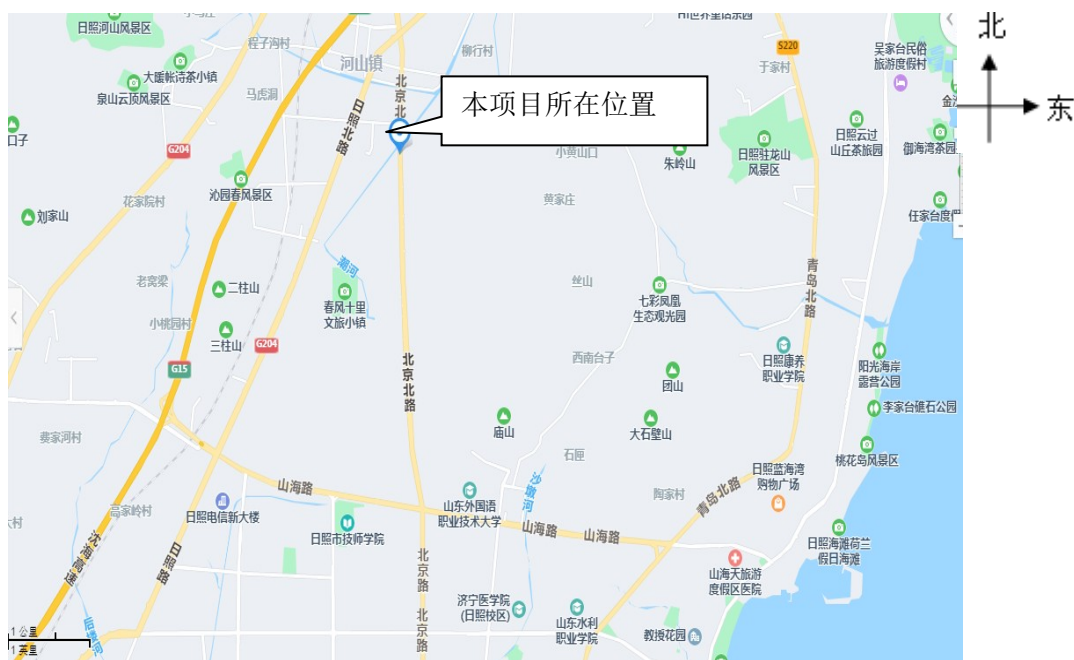 日照河山风景区
程子沟村
柳行村
S220
吴家台民俗
旅游度假村
北
东
河山镇
于家村
大暖帐诗茶小镇
泉山云顶风景区
马虎洞
北京北
日照北路
本项目所在位置
G204
小黄山口
朱岭山
日照驻龙山
风景区
日照云过
山丘茶旅园
御海湾茶园
沁园春风景区
花家院村
刘家山
黄家庄
任家台度假
老窝梁
二柱山
潮河
春风十里
文旅小镇
丝山
七彩凤凰
生态观光园
青岛北路
小桃园村
三柱山
G204
G15
北京北路
西南台子
团山
日照康养
职业学院
阳光海岸
露营公园
李家台礁石公园
庙山
大石壁山
费家河村
石匣
桃花岛风景区
山海路
沙墩河
日照蓝海湾
购物广场
陶家村
青岛北路
高家岭村
日照电信新大楼
日照市技师学院
山东外国语
职业技术大学
山海路
山海路
日照海滩荷兰
假日海滩
沈海高速
日照路
北京路
山海天旅游
度假区医院
济宁医学院
(日照校区)
山东水利
职业学院
教授花园
北京路
1 公里
1 英里